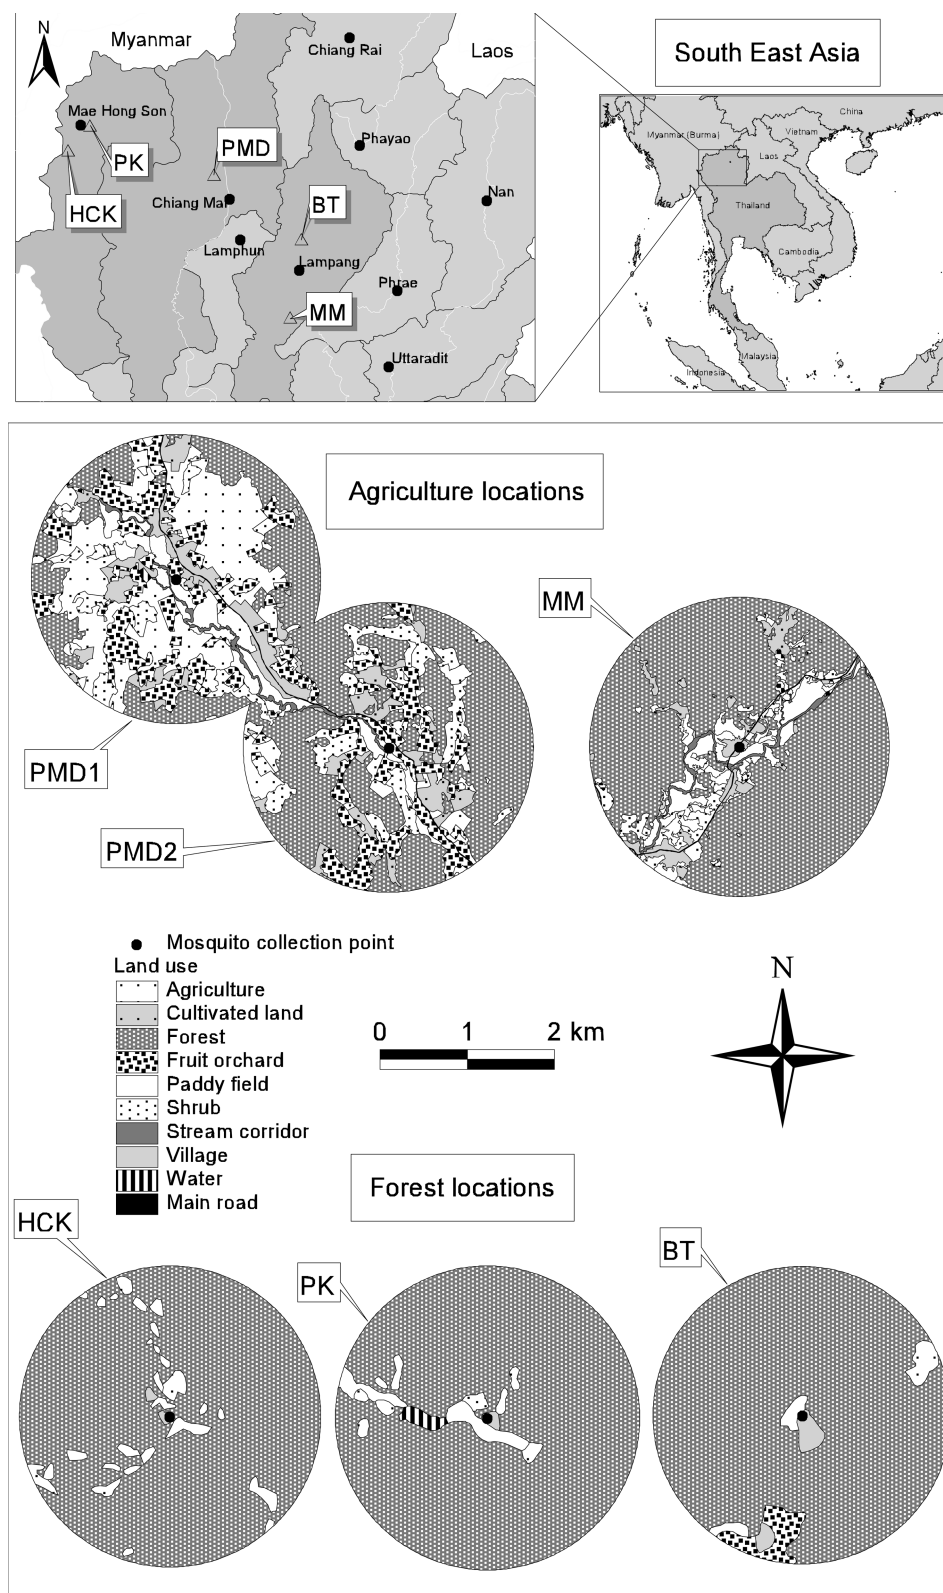 N
Myanmar
Chiang Rai
Laos
Mae Hong Son
PK
PMD
Phayao
HCK
Chiang Mai
BT
Nan
Lamphun
Lampang
Phrae
MM
Uttaradit
South East Asia
China
Myanmar (Burma)
Vietnam
Laos
Thailand
Cambodia
Malaysia
Indonesia
Agriculture locations
MM
PMD1
PMD2
Mosquito collection point
Land use
Agriculture
Cultivated land
Forest
Fruit orchard
Paddy field
Shrub
Stream corridor
Village
Water
Main road
0 1 2 km
N
Forest locations
HCK
PK
BT